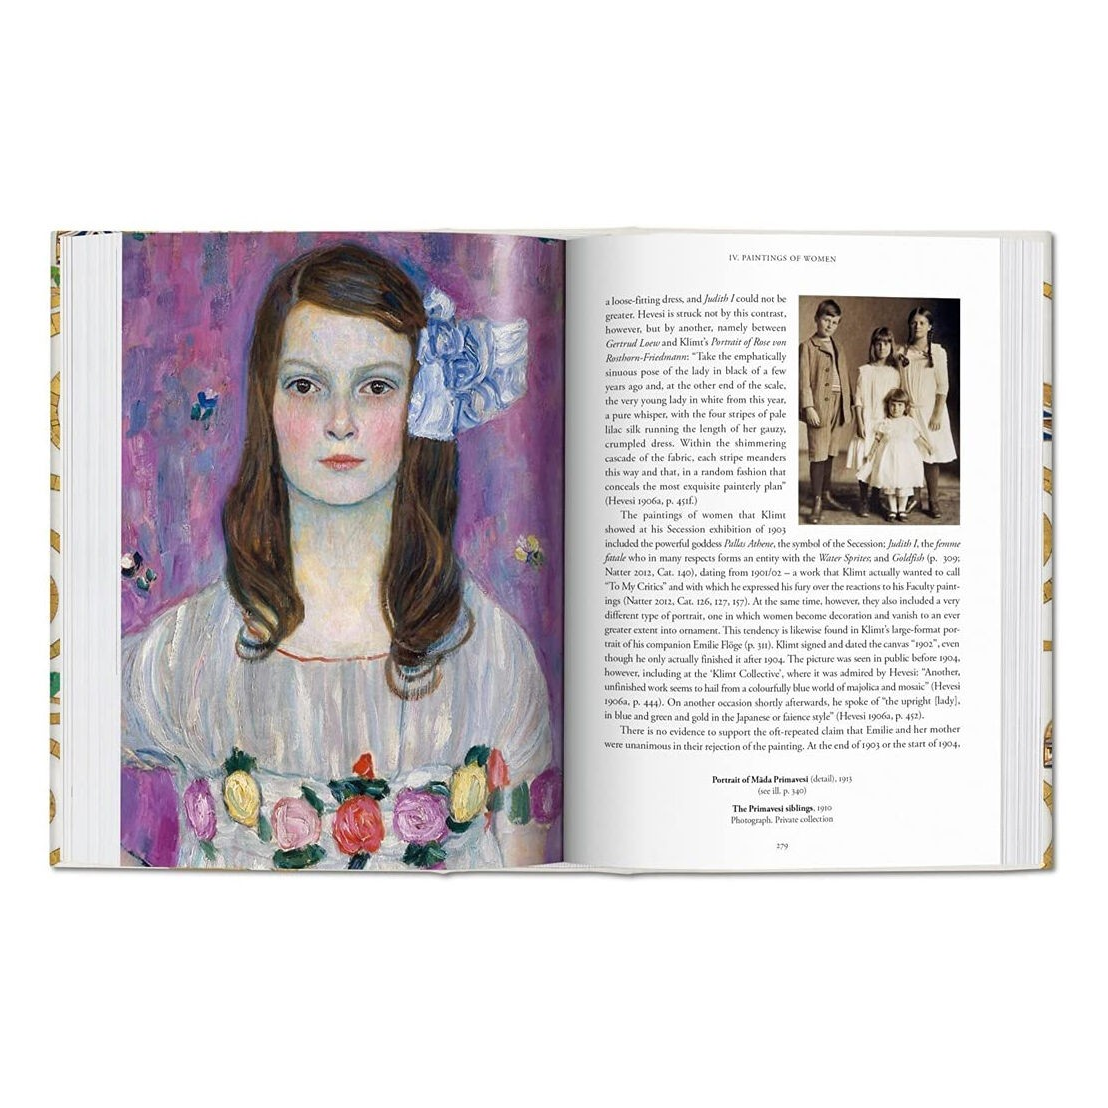 IV. PAINTINGS OF WOMEN
a loose-fitting dress, and Judith I could not be
greater. Hevesi is struck not by this contrast,
however, but by another, namely between
Gertrud Loew and Klimt's Portrait of Rose von
Rosthorn-Friedmann: “Take the emphatically
sinuous pose of the lady in black of a few
years ago and, at the other end of the scale,
the very young lady in white from this year,
a pure whisper, with the four stripes of pale
lilac silk running the length of her gauzy,
crumpled dress. Within the shimmering
cascade of the fabric, each stripe meanders
this way and that, in a random fashion that
conceals the most exquisite painterly plan”
(Hevesi 1906a, p. 451f.)
The paintings of women that Klimt
showed at his Secession exhibition of 1903
included the powerful goddess Pallas Athene, the symbol of the Secession; Judith I, the femme
fatale who in many respects forms an entity with the Water Sprites; and Goldfish (p. 309;
Natter 2012, Cat. 140), dating from 1901/02 – a work that Klimt actually wanted to call
“To My Critics” and with which he expressed his fury over the reactions to his Faculty paint-
ings (Natter 2012, Cat. 126, 127, 157). At the same time, however, they also included a very
different type of portrait, one in which women become decoration and vanish to an ever
greater extent into ornament. This tendency is likewise found in Klimt's large-format por-
trait of his companion Emilie Flöge (p. 311). Klimt signed and dated the canvas “1902”, even
though he only actually finished it after 1904. The picture was seen in public before 1904,
however, including at the ‘Klimt Collective’, where it was admired by Hevesi: “Another,
unfinished work seems to hail from a colourfully blue world of majolica and mosaic” (Hevesi
1906a, p. 444). On another occasion shortly afterwards, he spoke of “the upright [lady],
in blue and green and gold in the Japanese or faience style” (Hevesi 1906a, p. 452).
There is no evidence to support the oft-repeated claim that Emilie and her mother
were unanimous in their rejection of the painting. At the end of 1903 or the start of 1904,
Portrait of Mäda Primavesi (detail), 1913
(see ill. p. 340)
The Primavesi siblings, 1910
Photograph. Private collection
279